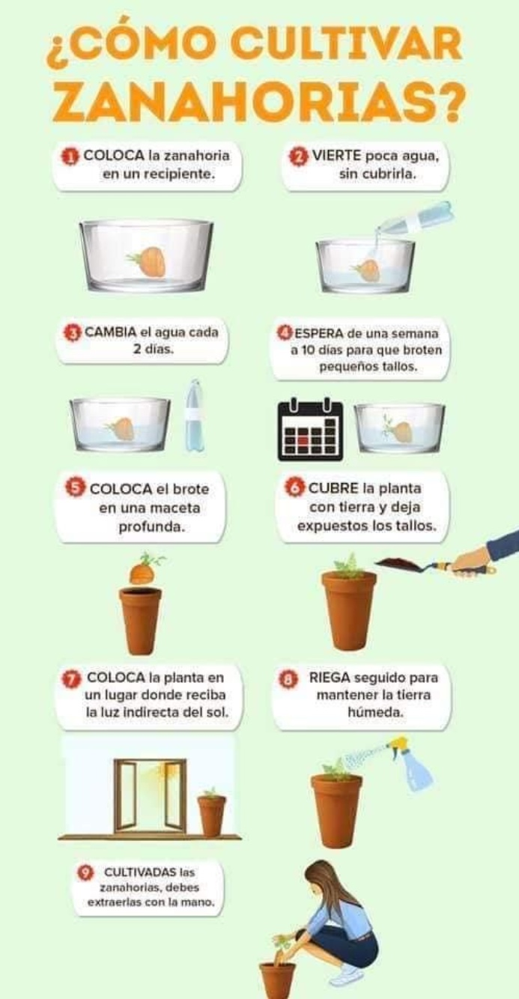 ¿CÓMO CULTIVAR
ZANAHORIAS?
1 COLOCA la zanahoria
en un recipiente.
2 VIERTE poca agua,
sin cubrirla.
3 CAMBIA el agua cada
2 días.
4 ESPERA de una semana
a 10 días para que broten
pequeños tallos.
5 COLOCA el brote
en una maceta
profunda.
6 CUBRE la planta
con tierra y deja
expuestos los tallos.
7 COLOCA la planta en
un lugar donde reciba
la luz indirecta del sol.
8 RIEGA seguido para
mantener la tierra
húmeda.
9 CULTIVADAS las
zanahorias, debes
extraerlas con la mano.